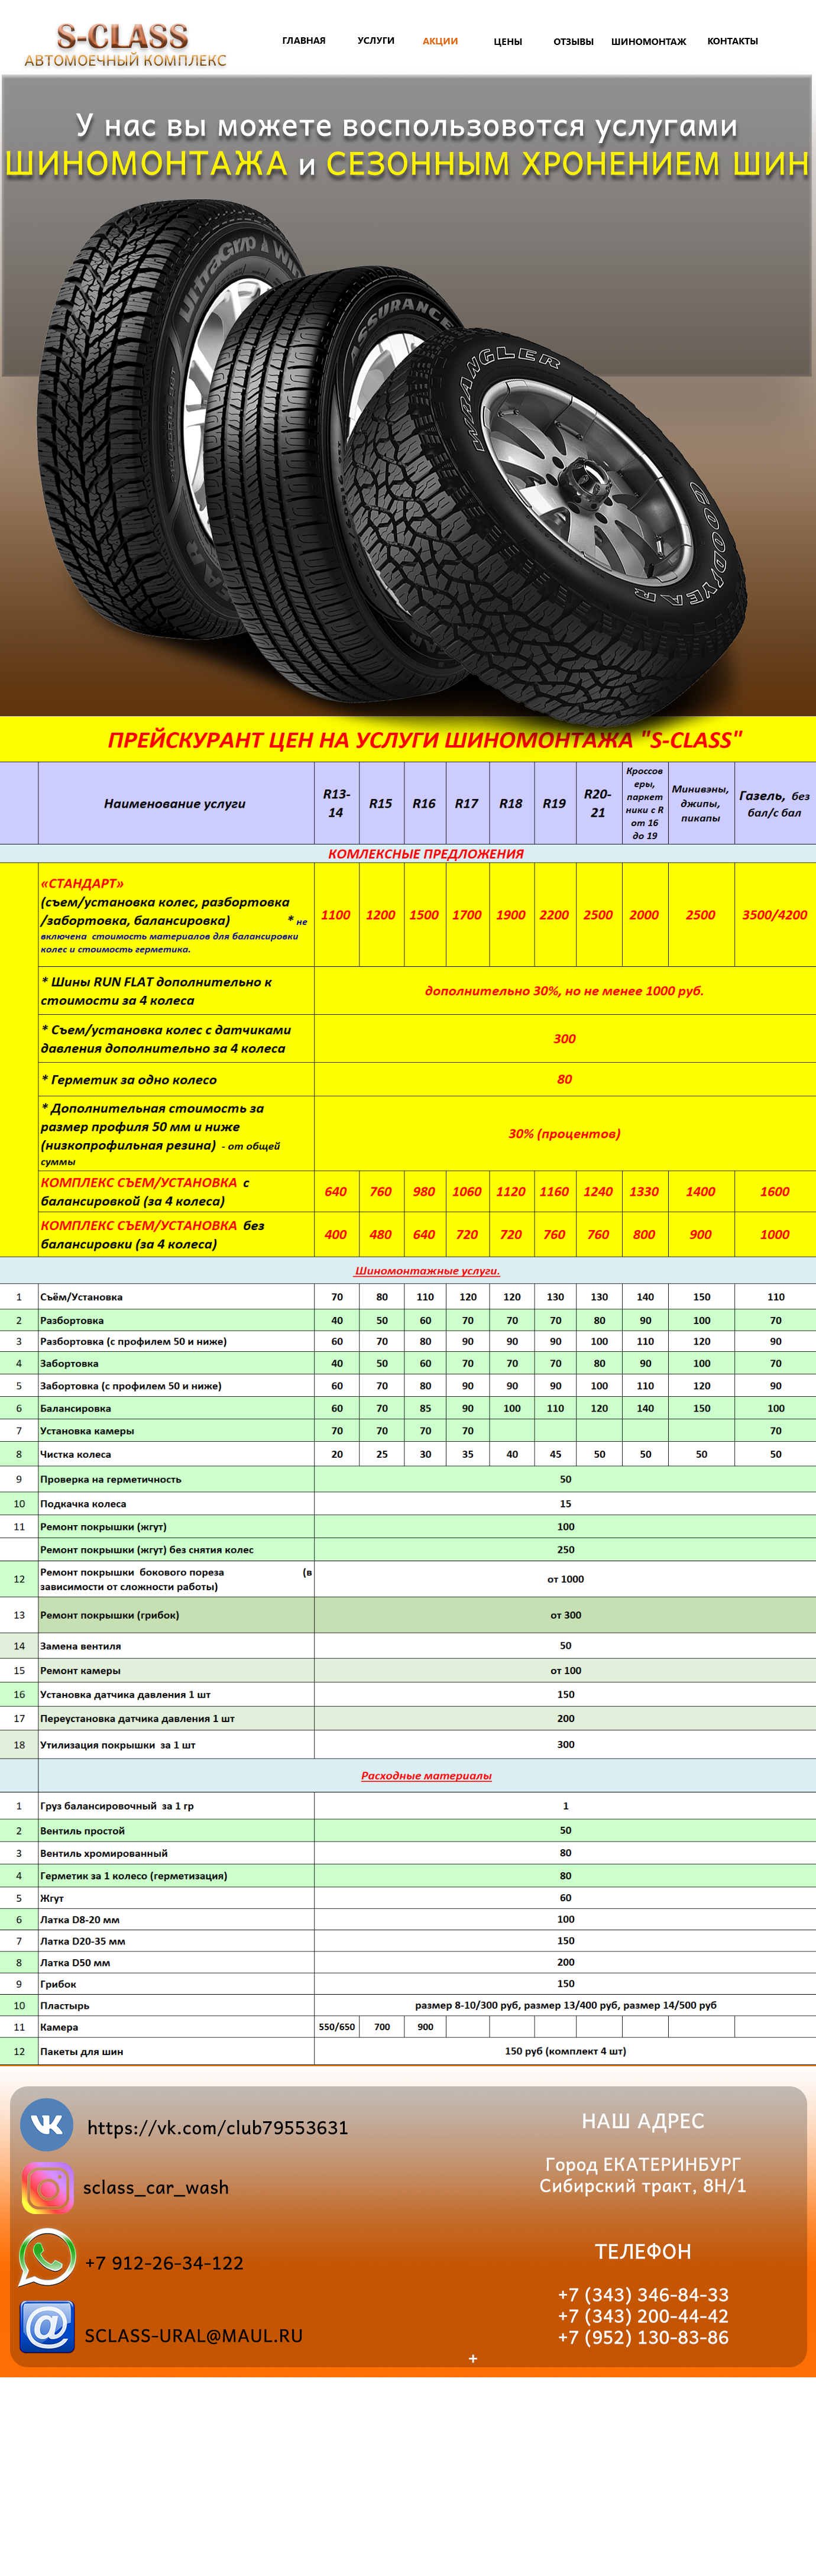 S-CLASS
АВТОМОЕЧНЫЙ КОМПЛЕКС
ГЛАВНАЯ УСЛУГИ АКЦИИ ЦЕНЫ ОТЗЫВЫ ШИНОМОНТАЖ КОНТАКТЫ
У нас вы можете воспользовотся услугами
ШИНОМОНТАЖА и СЕЗОННЫМ ХРОНЕНИЕМ ШИН
UltraGrip
ASSURANCE
WRANGLER
GOODYEAR
ПРЕЙСКУРАНТ ЦЕН НА УСЛУГИ ШИНОМОНТАЖА "S-CLASS"
Наименование услуги R13-14 R15 R16 R17 R18 R19 R20-21 Кроссоверы, паркетники с R от 16 до 19 Минивэны, джипы, пикапы Газель, без бал/с бал
КОМЛЕКСНЫЕ ПРЕДЛОЖЕНИЯ
«СТАНДАРТ»
(съем/установка колес, разбортовка
/забортовка, балансировка) * не
включена стоимость материалов для балансировки
колес и стоимость герметика.
1100 1200 1500 1700 1900 2200 2500 2000 2500 3500/4200
* Шины RUN FLAT дополнительно к
стоимости за 4 колеса
дополнительно 30%, но не менее 1000 руб.
* Съем/установка колес с датчиками
давления дополнительно за 4 колеса
300
* Герметик за одно колесо 80
* Дополнительная стоимость за
размер профиля 50 мм и ниже
(низкопрофильная резина) - от общей
суммы
30% (процентов)
КОМПЛЕКС СЪЕМ/УСТАНОВКА с
балансировкой (за 4 колеса)
640 760 980 1060 1120 1160 1240 1330 1400 1600
КОМПЛЕКС СЪЕМ/УСТАНОВКА без
балансировки (за 4 колеса)
400 480 640 720 720 760 760 800 900 1000
Шиномонтажные услуги.
1 Съём/Установка 70 80 110 120 120 130 130 140 150 110
2 Разбортовка 40 50 60 70 70 70 80 90 100 70
3 Разбортовка (с профилем 50 и ниже) 60 70 80 90 90 90 100 110 120 90
4 Забортовка 40 50 60 70 70 70 80 90 100 70
5 Забортовка (с профилем 50 и ниже) 60 70 80 90 90 90 100 110 120 90
6 Балансировка 60 70 85 90 100 110 120 140 150 100
7 Установка камеры 70 70 70 70 70
8 Чистка колеса 20 25 30 35 40 45 50 50 50 50
9 Проверка на герметичность 50
10 Подкачка колеса 15
11 Ремонт покрышки (жгут) 100
Ремонт покрышки (жгут) без снятия колес 250
12 Ремонт покрышки бокового пореза (в
зависимости от сложности работы) от 1000
13 Ремонт покрышки (грибок) от 300
14 Замена вентиля 50
15 Ремонт камеры от 100
16 Установка датчика давления 1 шт 150
17 Переустановка датчика давления 1 шт 200
18 Утилизация покрышки за 1 шт 300
Расходные материалы
1 Груз балансировочный за 1 гр 1
2 Вентиль простой 50
3 Вентиль хромированный 80
4 Герметик за 1 колесо (герметизация) 80
5 Жгут 60
6 Латка D8-20 мм 100
7 Латка D20-35 мм 150
8 Латка D50 мм 200
9 Грибок 150
10 Пластырь размер 8-10/300 руб, размер 13/400 руб, размер 14/500 руб
11 Камера 550/650 700 900
12 Пакеты для шин 150 руб (комплект 4 шт)
https://vk.com/club79553631
sclass_car_wash
+7 912-26-34-122
SCLASS-URAL@MAUL.RU
НАШ АДРЕС
Город ЕКАТЕРИНБУРГ
Сибирский тракт, 8Н/1
ТЕЛЕФОН
+7 (343) 346-84-33
+7 (343) 200-44-42
+7 (952) 130-83-86
+